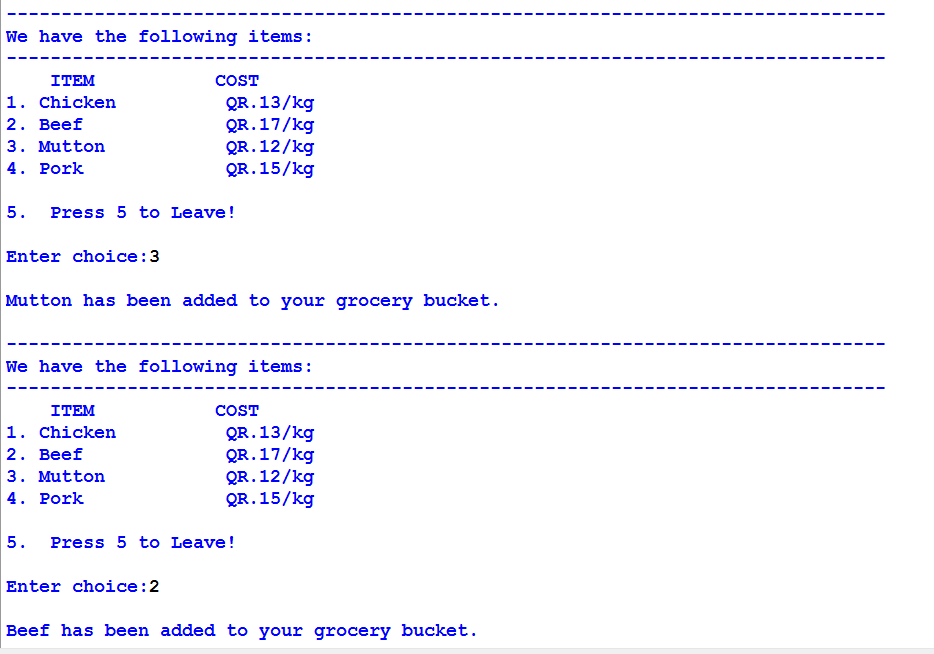 --------------------------------------------------------------------------------
We have the following items:
--------------------------------------------------------------------------------
    ITEM           COST
1. Chicken          QR.13/kg
2. Beef             QR.17/kg
3. Mutton           QR.12/kg
4. Pork             QR.15/kg
5.  Press 5 to Leave!
Enter choice:3
Mutton has been added to your grocery bucket.
--------------------------------------------------------------------------------
We have the following items:
--------------------------------------------------------------------------------
    ITEM           COST
1. Chicken          QR.13/kg
2. Beef             QR.17/kg
3. Mutton           QR.12/kg
4. Pork             QR.15/kg
5.  Press 5 to Leave!
Enter choice:2
Beef has been added to your grocery bucket.